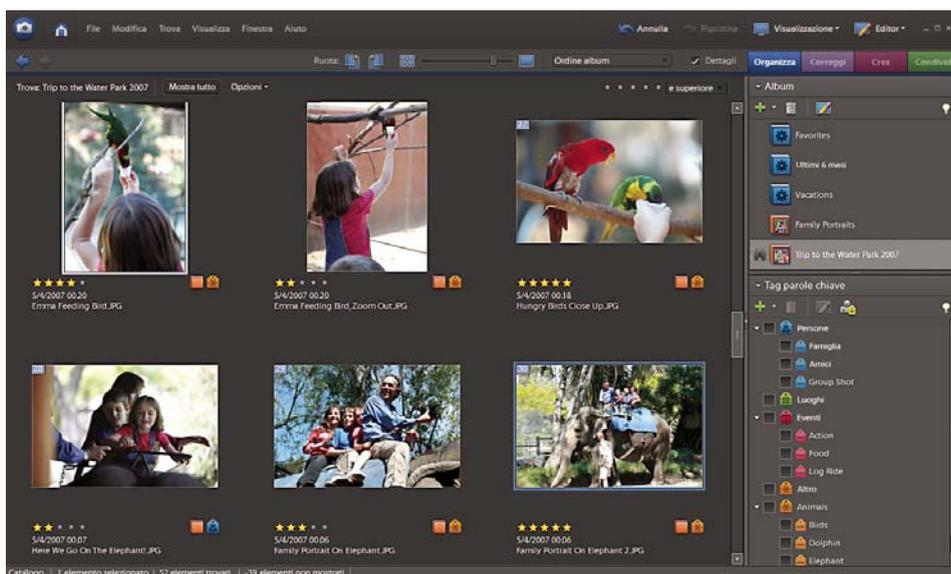 File Modifica Trova Visualizza Finestra Aiuto Annulla Ripristina Visualizzazione Editor
Ruota: Ordine album Dettagli Organizza Correggi Crea Condividi
Trova: Trip to the Water Park 2007 Mostra tutto Opzioni e superiore
Album
Favorites
Ultimi 6 mesi
Vacations
Family Portraits
Trip to the Water Park 2007
27
5/4/2007 00.20
Emma Feeding Bird.JPG
5/4/2007 00.20
Emma Feeding Bird, Zoom Out.JPG
5/4/2007 00.18
Hungry Birds Close Up.JPG
Tag parole chiave
Persone
Famiglia
Amici
Group Shot
Luoghi
Eventi
Action
Food
Log Ride
Altro
Animals
Birds
Dolphin
Elephant
28
29
30
5/4/2007 00.07
Here We Go On The Elephant!.JPG
5/4/2007 00.06
Family Portrait On Elephant.JPG
5/4/2007 00.06
Family Portrait On Elephant 2.JPG
Catalogo 1 elemento selezionato 57 elementi trovati -39 elementi non mostrati